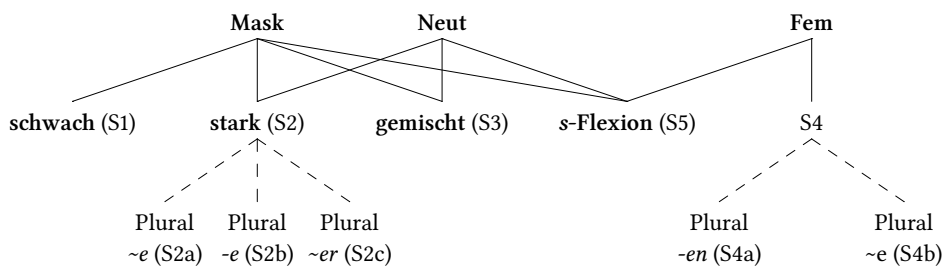 Mask Neut Fem
schwach (S1) stark (S2) gemischt (S3) s-Flexion (S5) S4
Plural Plural Plural Plural Plural
~e (S2a) -e (S2b) ~er (S2c) -en (S4a) ~e (S4b)